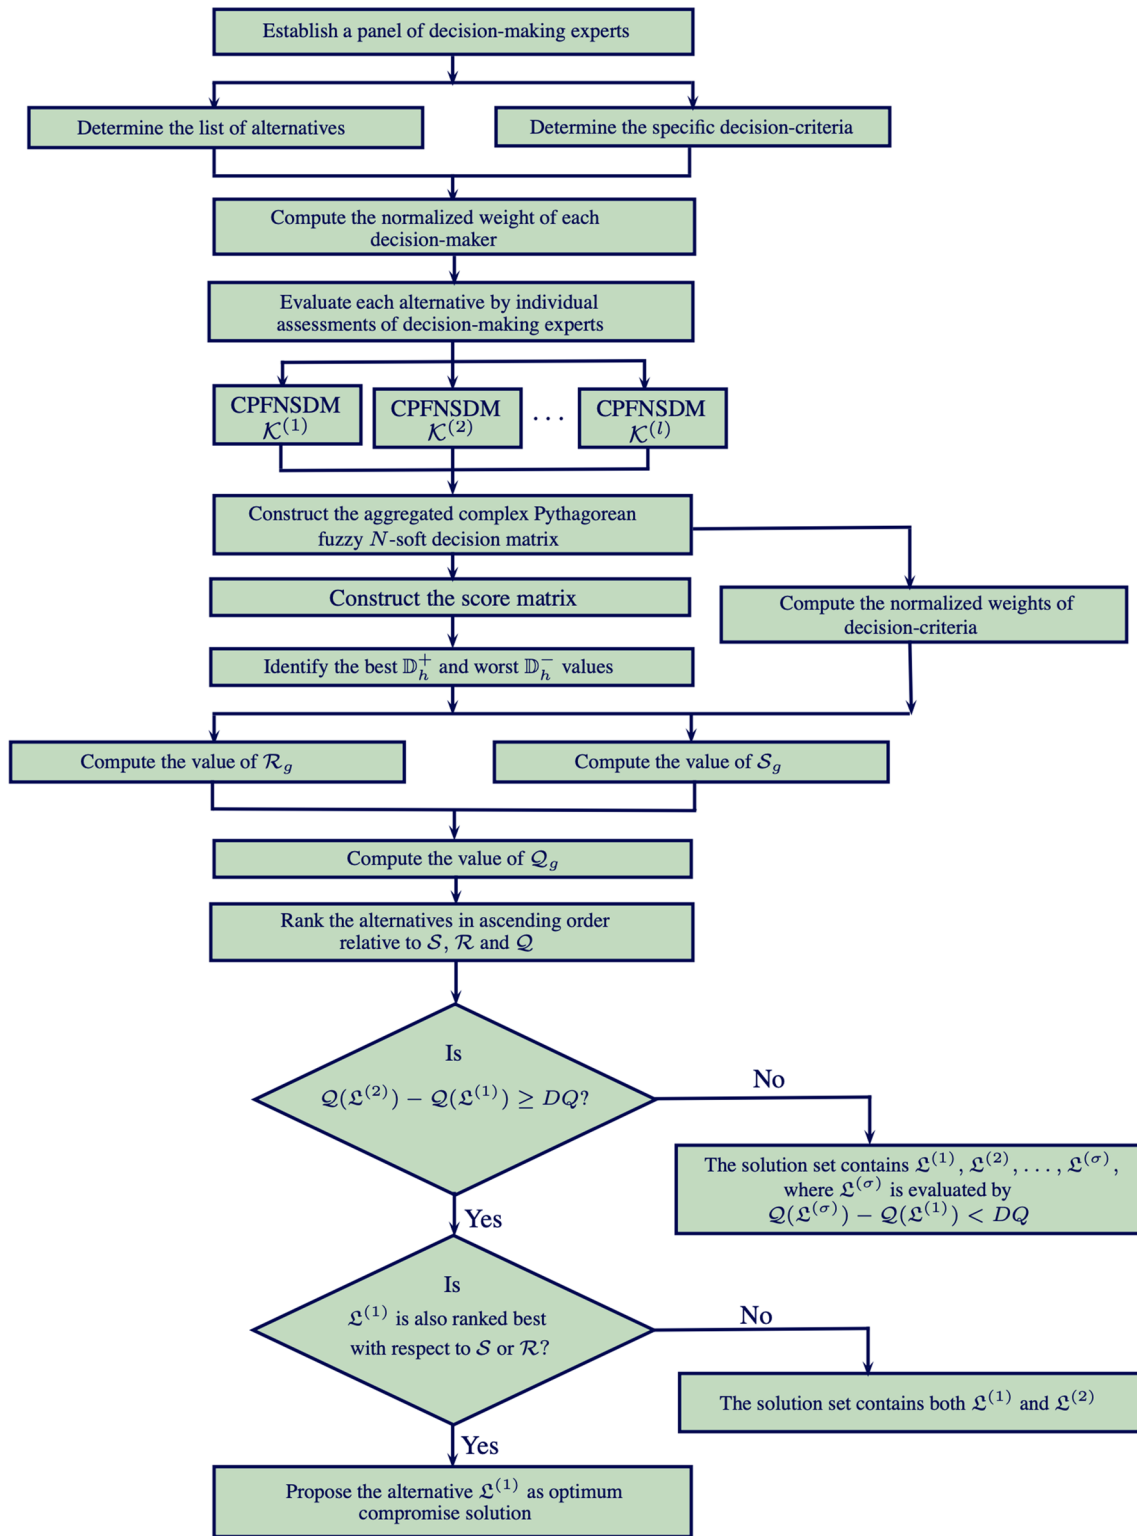 Establish a panel of decision-making experts
Determine the list of alternatives
Determine the specific decision-criteria
Compute the normalized weight of each
decision-maker
Evaluate each alternative by individual
assessments of decision-making experts
CPFNSDM
𝒦^(1)
CPFNSDM
𝒦^(2)
...
CPFNSDM
𝒦^(l)
Construct the aggregated complex Pythagorean
fuzzy N-soft decision matrix
Construct the score matrix
Compute the normalized weights of
decision-criteria
Identify the best 𝔻_h^+ and worst 𝔻_h^− values
Compute the value of ℛ_g
Compute the value of 𝒮_g
Compute the value of 𝒬_g
Rank the alternatives in ascending order
relative to 𝒮, ℛ and 𝒬
Is
𝒬(𝔏^(2)) − 𝒬(𝔏^(1)) ≥ DQ?
No
The solution set contains 𝔏^(1), 𝔏^(2), . . . , 𝔏^(σ),
where 𝔏^(σ) is evaluated by
𝒬(𝔏^(σ)) − 𝒬(𝔏^(1)) < DQ
Yes
Is
𝔏^(1) is also ranked best
with respect to 𝒮 or ℛ?
No
The solution set contains both 𝔏^(1) and 𝔏^(2)
Yes
Propose the alternative 𝔏^(1) as optimum
compromise solution